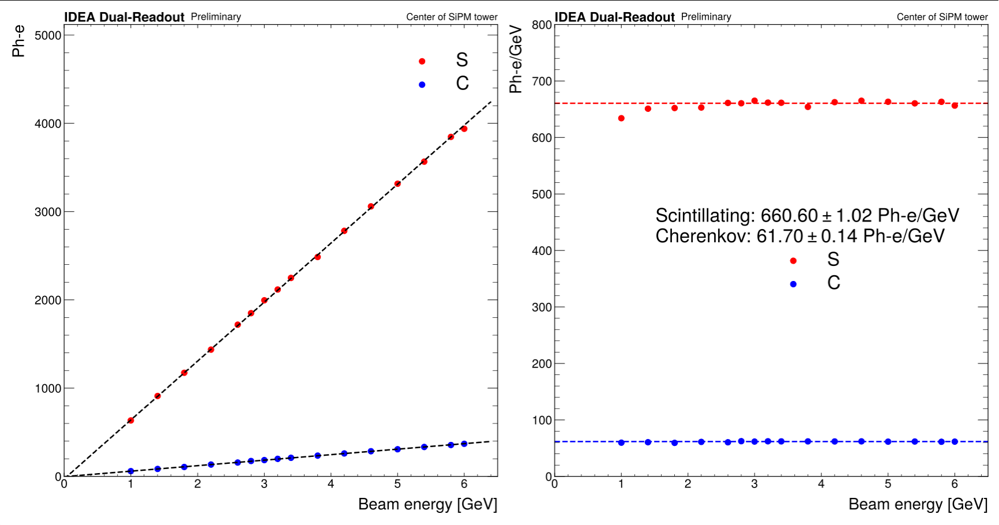 IDEA Dual-Readout Preliminary Center of SiPM tower
Ph-e
5000
4000
3000
2000
1000
0
S
C
0 1 2 3 4 5 6
Beam energy [GeV]
IDEA Dual-Readout Preliminary Center of SiPM tower
Ph-e/GeV
800
700
600
500
400
300
200
100
0
Scintillating: 660.60 ± 1.02 Ph-e/GeV
Cherenkov: 61.70 ± 0.14 Ph-e/GeV
S
C
0 1 2 3 4 5 6
Beam energy [GeV]